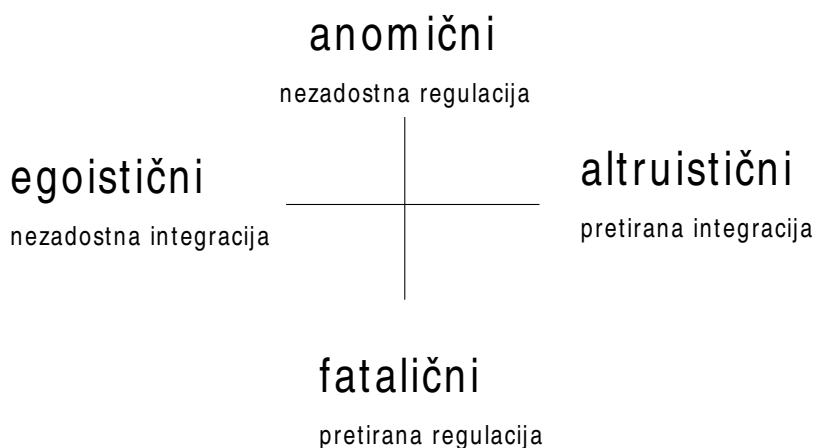 anomični
nezadostna regulacija
egoistični
nezadostna integracija
altruistični
pretirana integracija
fatalični
pretirana regulacija